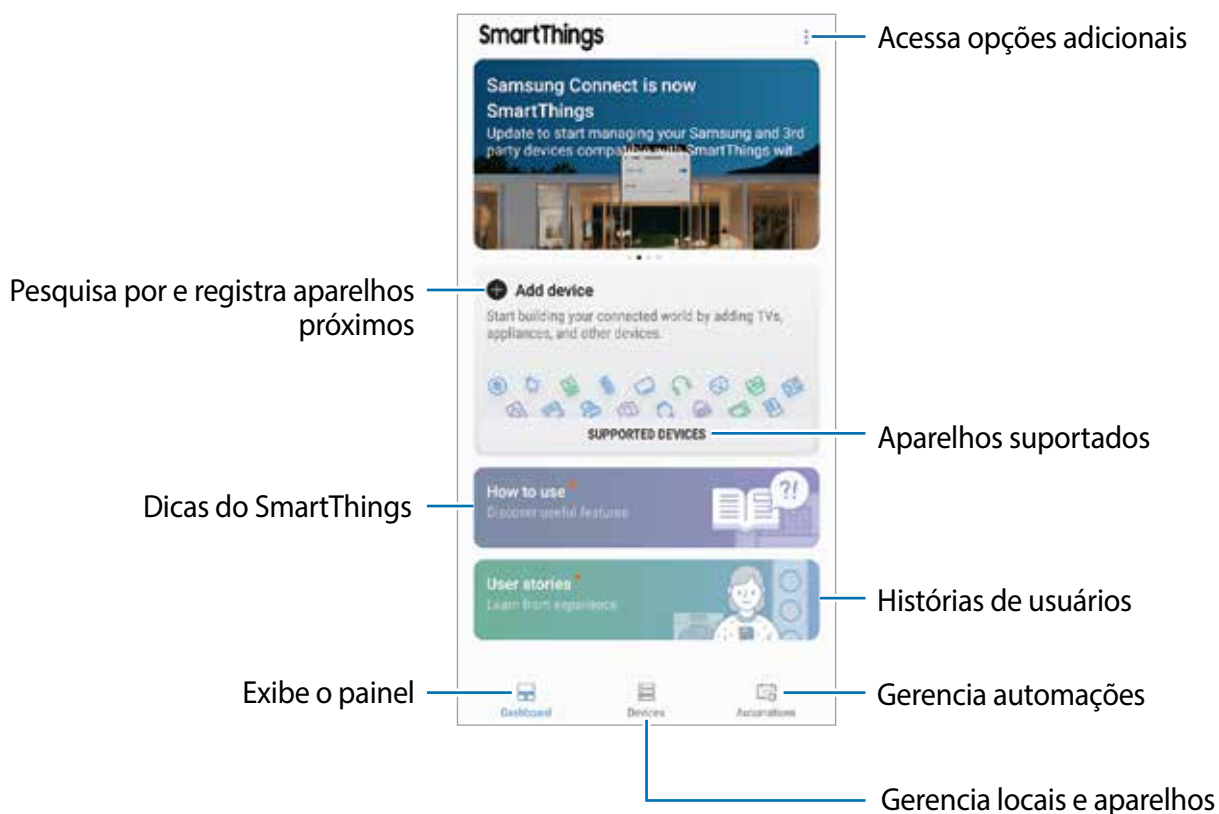 SmartThings
Acessa opções adicionais
Samsung Connect is now
SmartThings
Update to start managing your Samsung and 3rd
party devices compatible with SmartThings wit...
Pesquisa por e registra aparelhos
próximos
Add device
Start building your connected world by adding TVs,
appliances, and other devices.
SUPPORTED DEVICES
Aparelhos suportados
Dicas do SmartThings
How to use
Discover useful features
?!
User stories
Learn from experience
Histórias de usuários
Exibe o painel
Dashboard
Devices
Automations
Gerencia automações
Gerencia locais e aparelhos